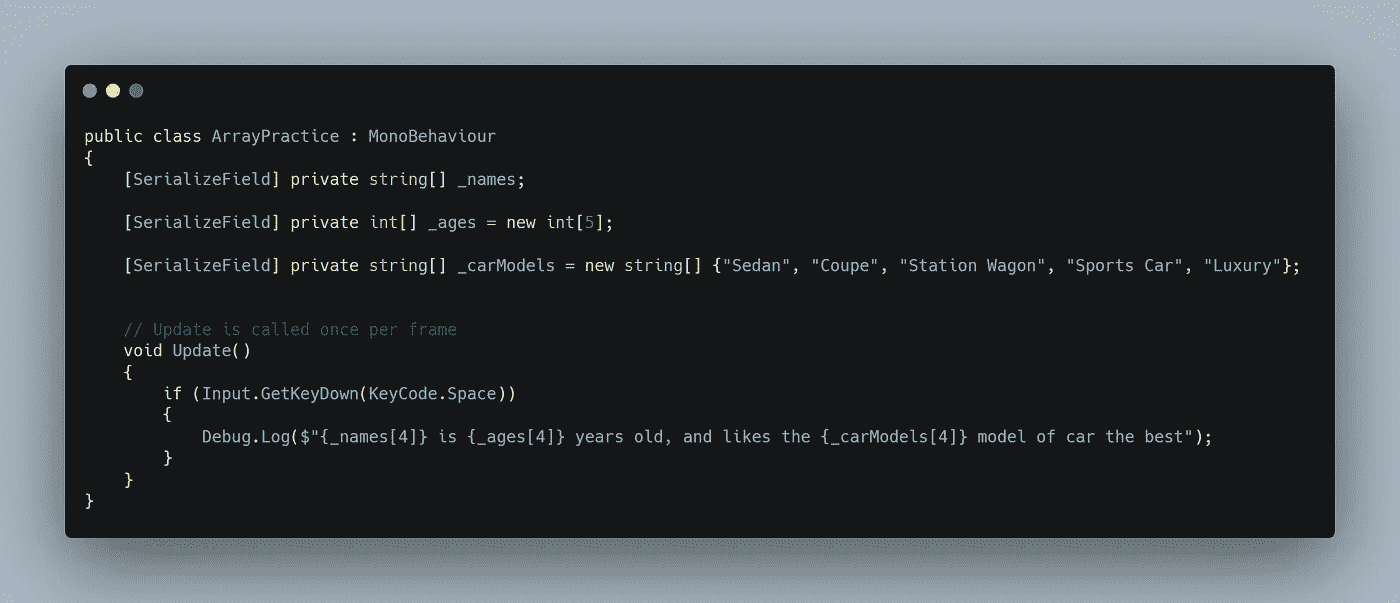 public class ArrayPractice : MonoBehaviour
{
    [SerializeField] private string[] _names;

    [SerializeField] private int[] _ages = new int[5];

    [SerializeField] private string[] _carModels = new string[] {"Sedan", "Coupe", "Station Wagon", "Sports Car", "Luxury"};


    // Update is called once per frame
    void Update()
    {
        if (Input.GetKeyDown(KeyCode.Space))
        {
            Debug.Log($"{_names[4]} is {_ages[4]} years old, and likes the {_carModels[4]} model of car the best");
        }
    }
}